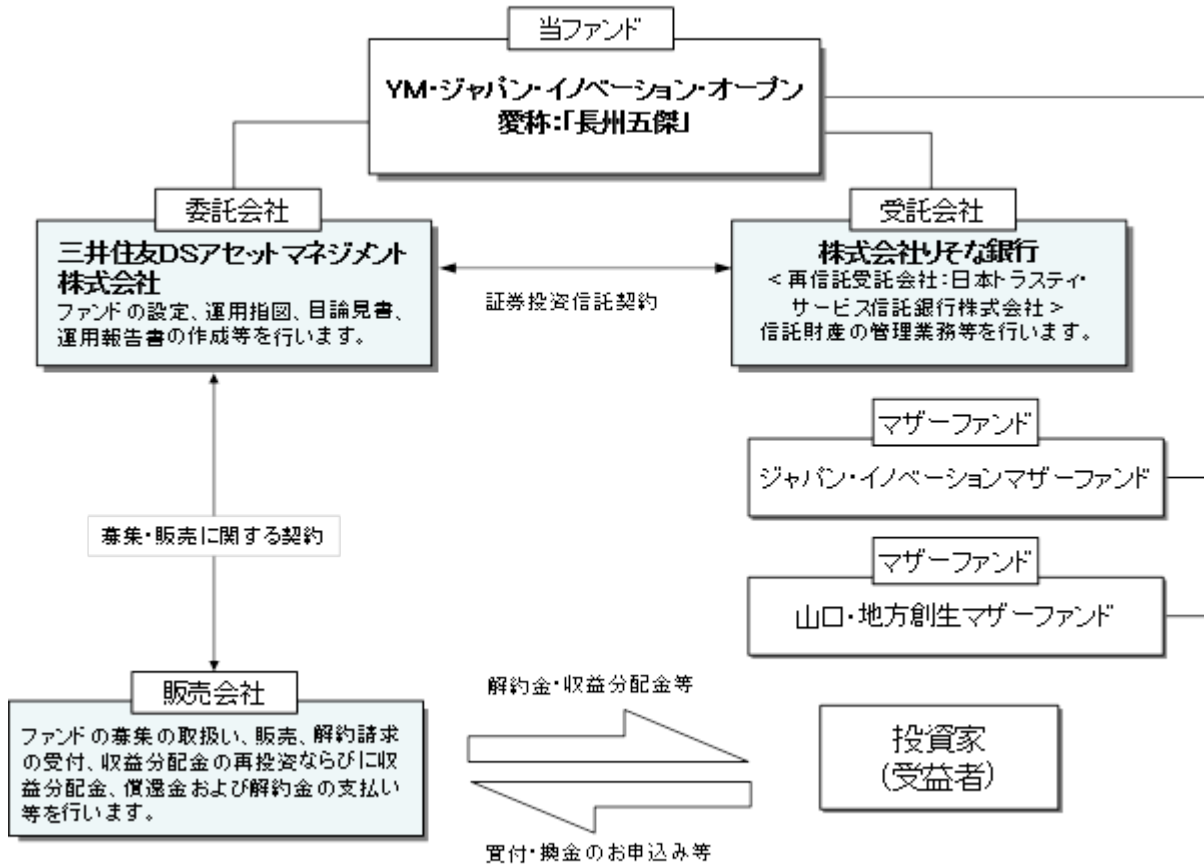 当ファンド
YM・ジャパン・イノベーション・オープン
愛称:「長州五傑」
委託会社
三井住友DSアセットマネジメント
株式会社
ファンドの設定、運用指図、目論見書、
運用報告書の作成等を行います。
証券投資信託契約
受託会社
株式会社りそな銀行
<再信託受託会社:日本トラスティ・
サービス信託銀行株式会社>
信託財産の管理業務等を行います。
マザーファンド
ジャパン・イノベーションマザーファンド
マザーファンド
山口・地方創生マザーファンド
募集・販売に関する契約
販売会社
ファンドの募集の取扱い、販売、解約請求
の受付、収益分配金の再投資ならびに収
益分配金、償還金および解約金の支払い
等を行います。
解約金・収益分配金等
買付・換金のお申込み等
投資家
(受益者)